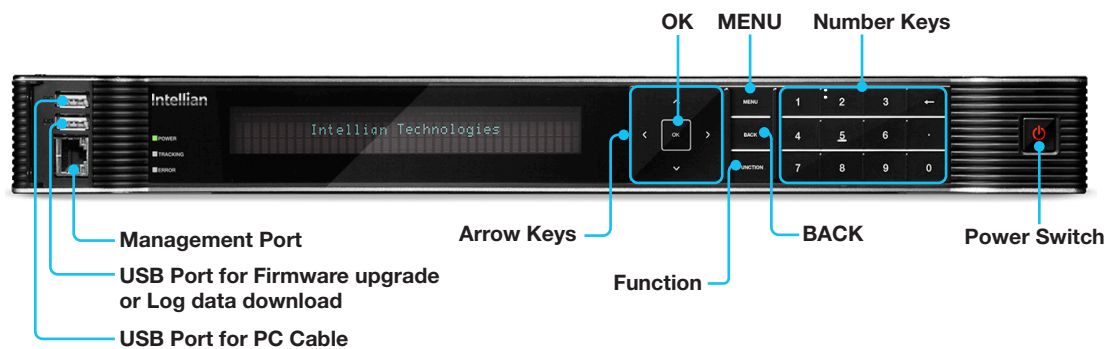 OK
MENU
Number Keys
Intellian
Intellian Technologies
POWER
TRACKING
ERROR
OK
MENU
BACK
FUNCTION
1 2 3 ←
4 5 6 .
7 8 9 0
Management Port
Arrow Keys
BACK
Power Switch
USB Port for Firmware upgrade
or Log data download
Function
USB Port for PC Cable